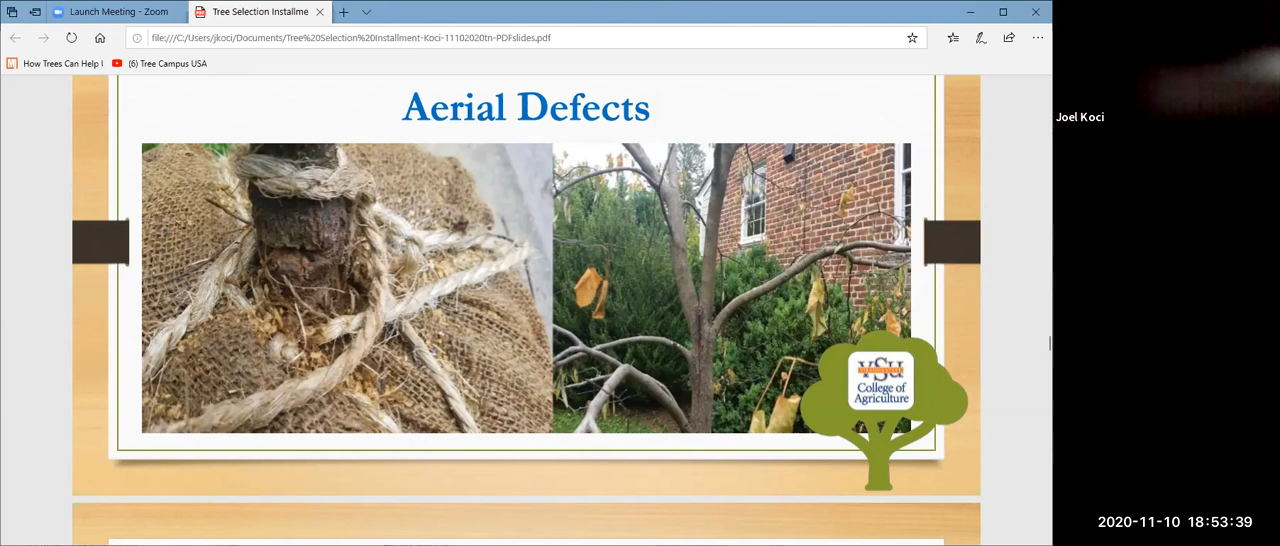 Launch Meeting - Zoom
Tree Selection Installme
file:///C:/Users/jkoci/Documents/Tree%20Selection%20Installment-Koci-11102020tn-PDFslides.pdf
How Trees Can Help U
(6) Tree Campus USA
Aerial Defects
Joel Koci
VSU
College of
Agriculture
2020-11-10 18:53:39